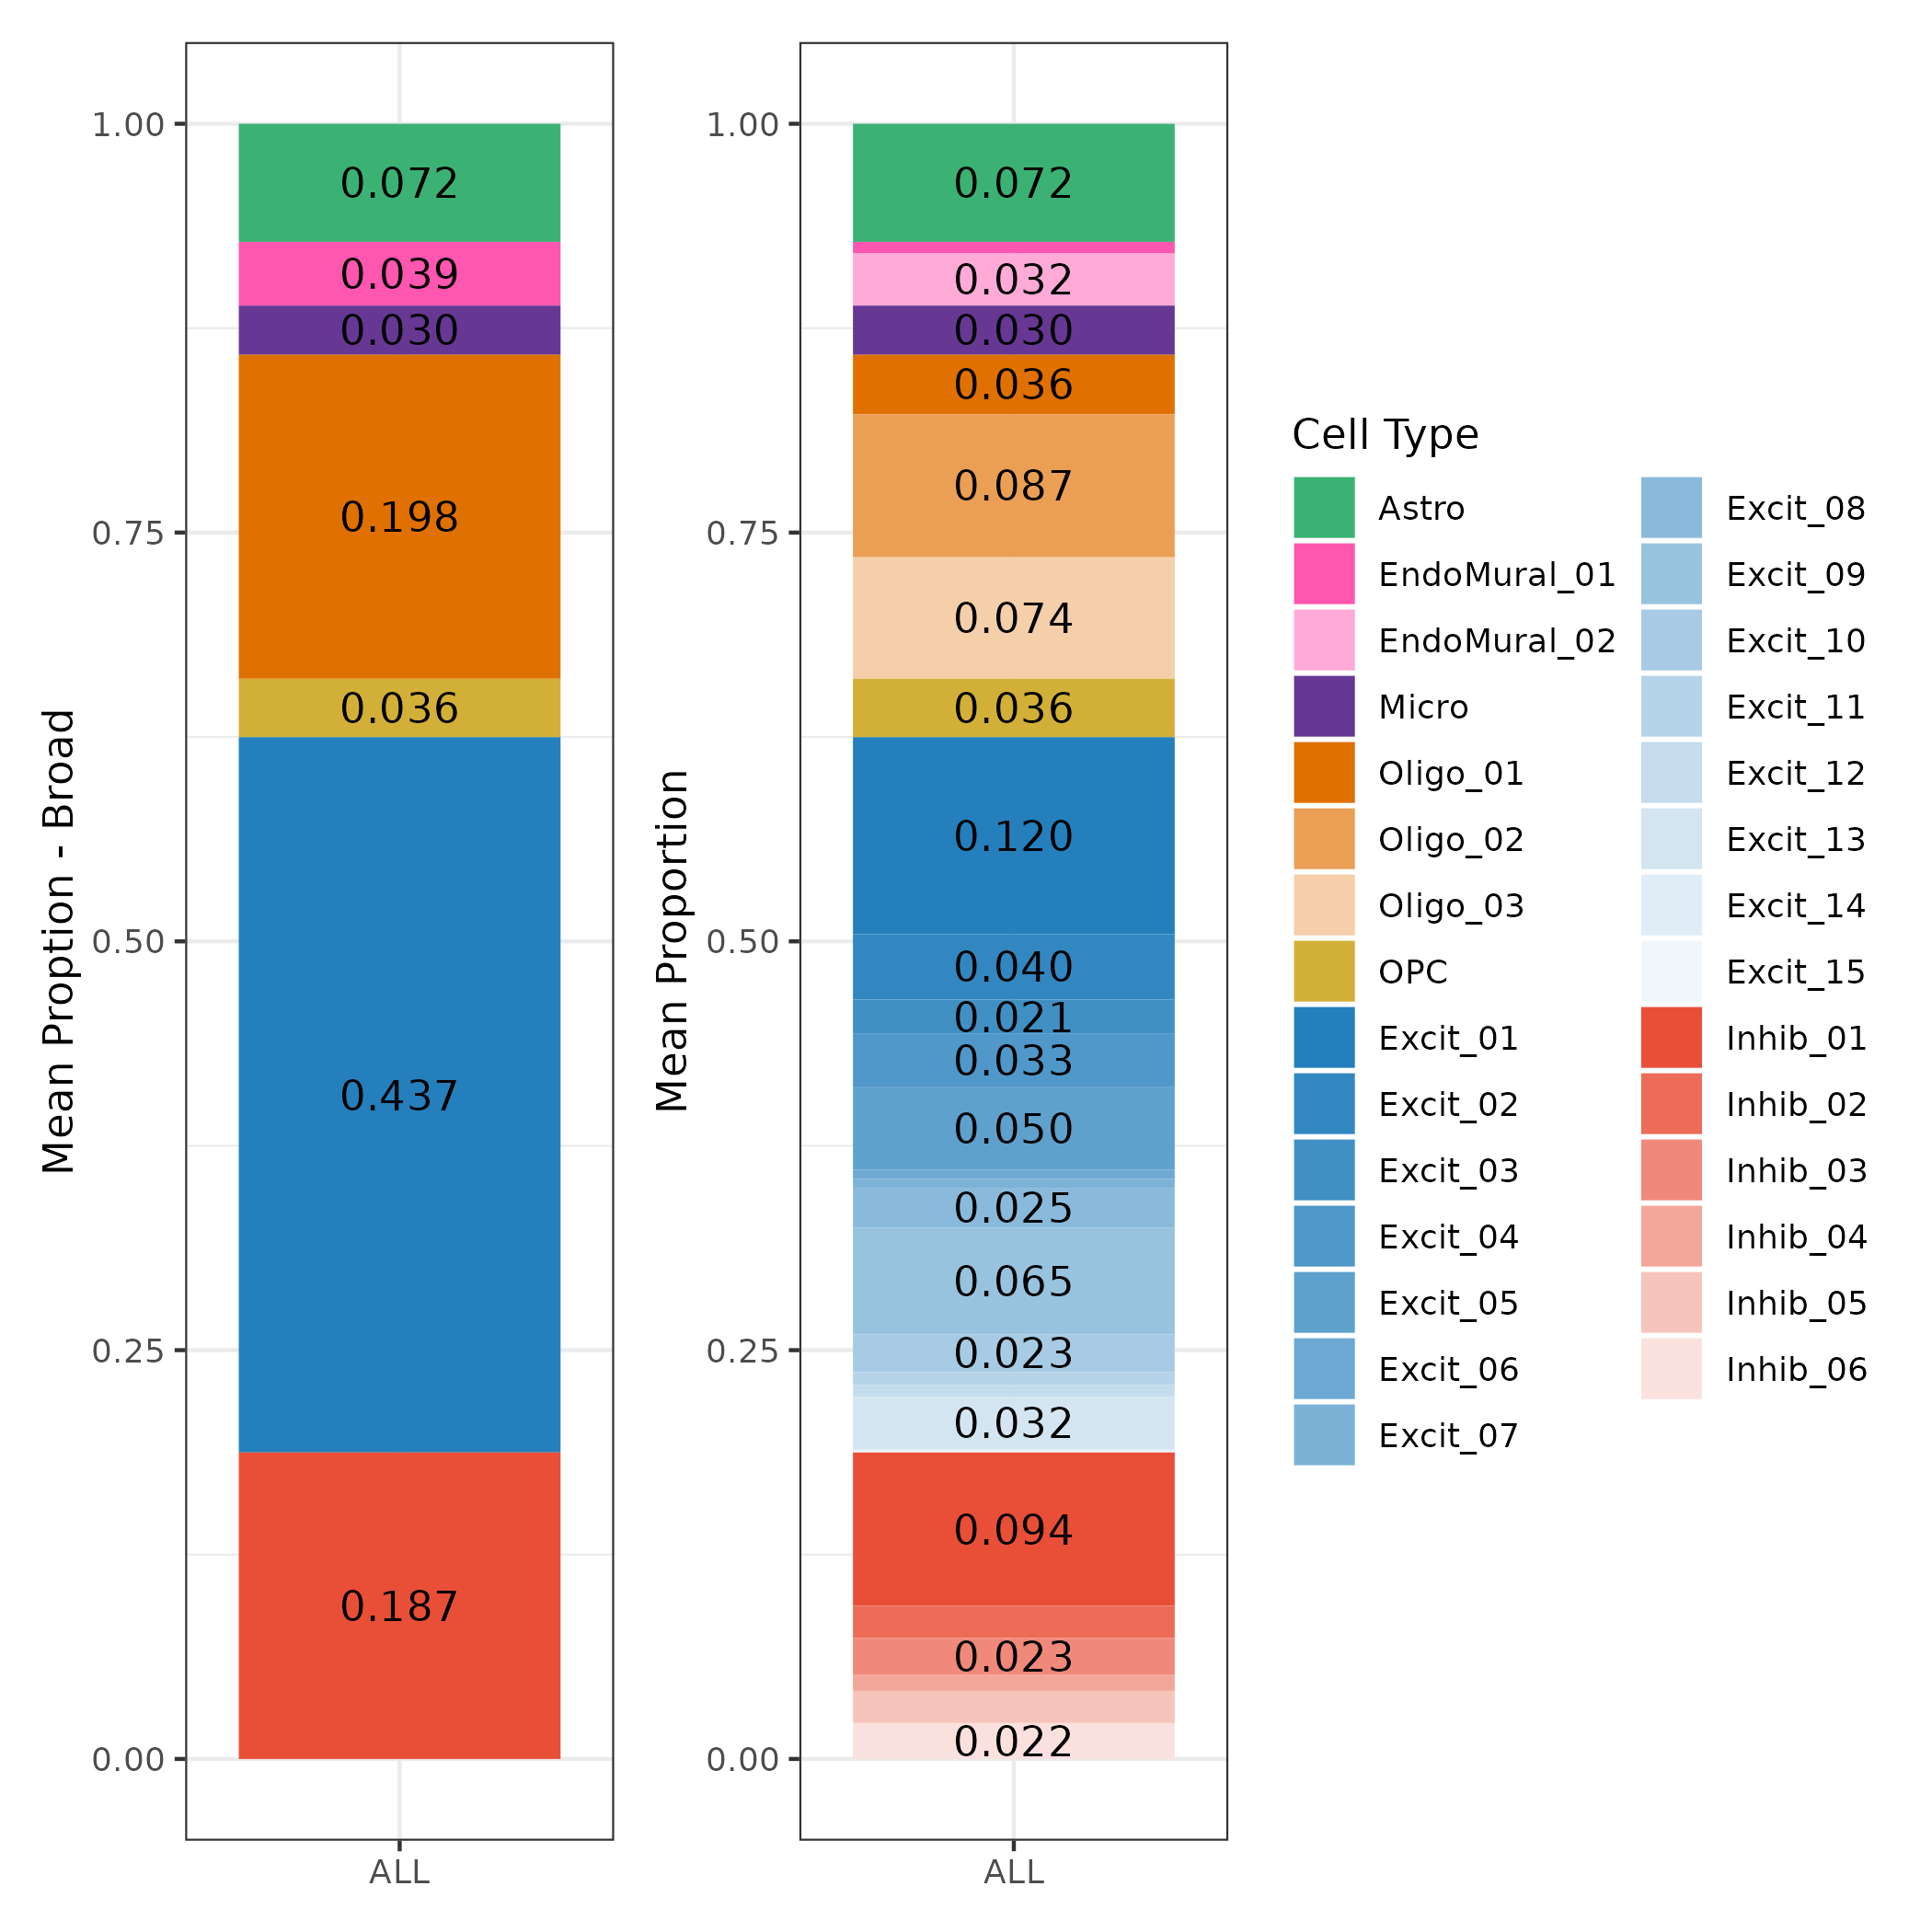 Mean Proption - Broad
1.00
0.75
0.50
0.25
0.00
0.072
0.039
0.030
0.198
0.036
0.437
0.187
ALL
Mean Proportion
1.00
0.75
0.50
0.25
0.00
0.072
0.032
0.030
0.036
0.087
0.074
0.036
0.120
0.040
0.021
0.033
0.050
0.025
0.065
0.023
0.032
0.094
0.023
0.022
ALL
Cell Type
Astro
EndoMural_01
EndoMural_02
Micro
Oligo_01
Oligo_02
Oligo_03
OPC
Excit_01
Excit_02
Excit_03
Excit_04
Excit_05
Excit_06
Excit_07
Excit_08
Excit_09
Excit_10
Excit_11
Excit_12
Excit_13
Excit_14
Excit_15
Inhib_01
Inhib_02
Inhib_03
Inhib_04
Inhib_05
Inhib_06